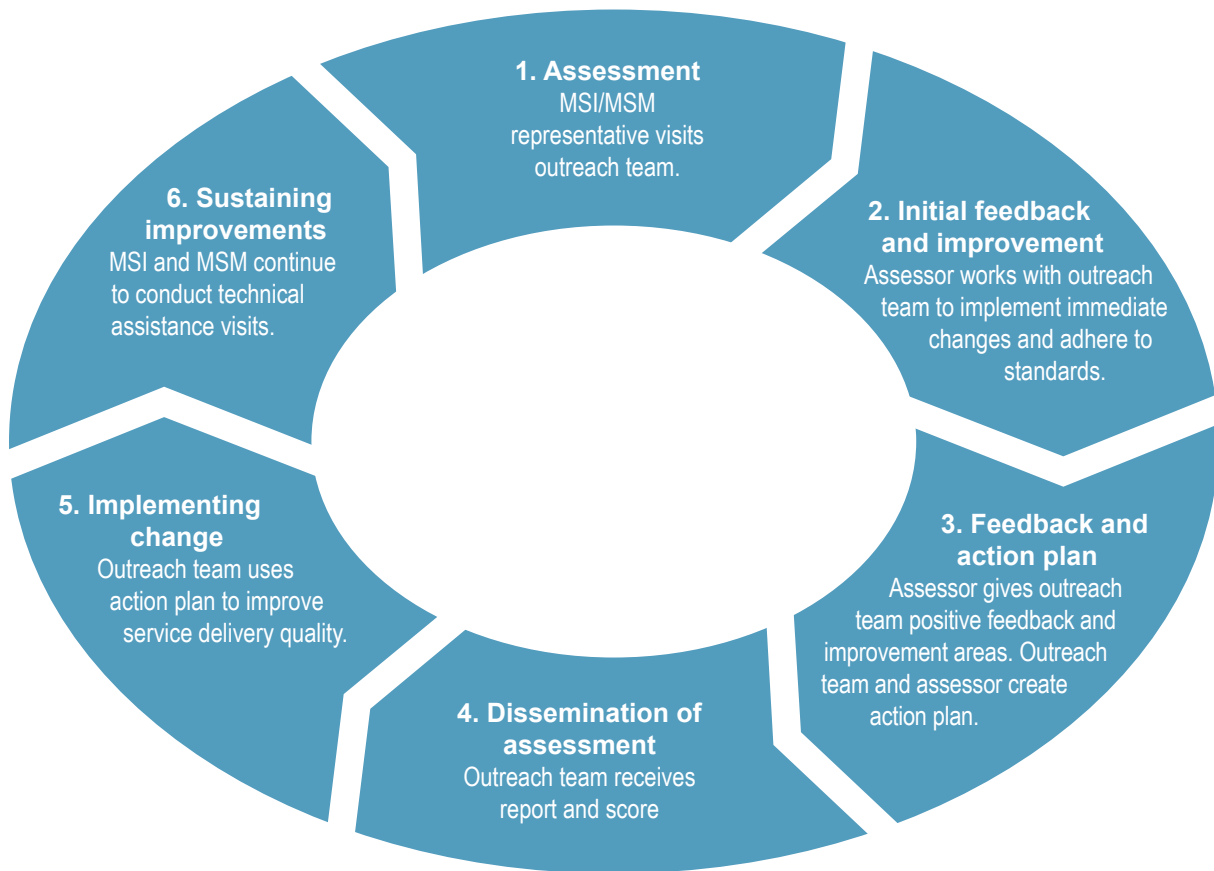 1. Assessment
MSI/MSM
representative visits
outreach team.
2. Initial feedback
and improvement
Assessor works with outreach
team to implement immediate
changes and adhere to
standards.
3. Feedback and
action plan
Assessor gives outreach
team positive feedback and
improvement areas. Outreach
team and assessor create
action plan.
4. Dissemination of
assessment
Outreach team receives
report and score
5. Implementing
change
Outreach team uses
action plan to improve
service delivery quality.
6. Sustaining
improvements
MSI and MSM continue
to conduct technical
assistance visits.